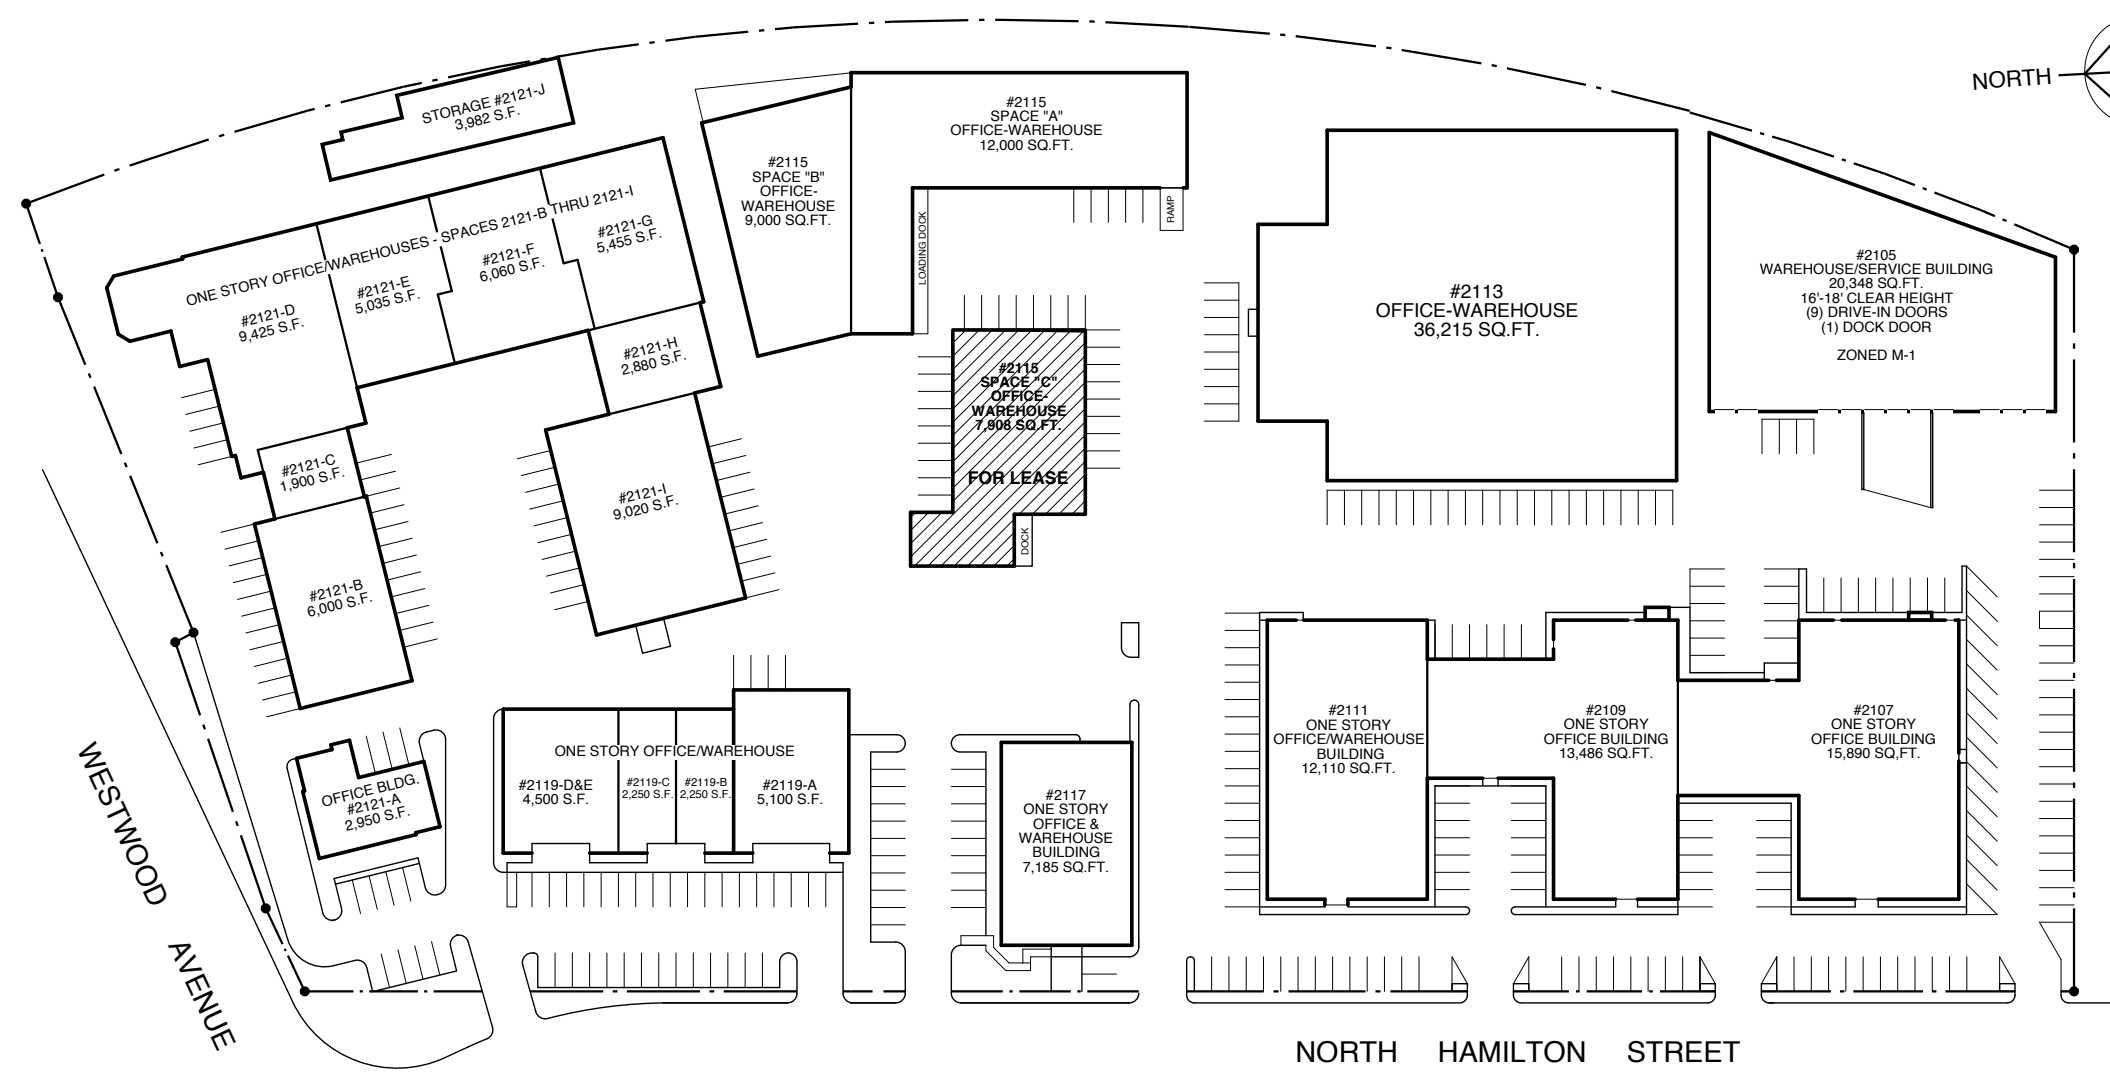 NORTH
STORAGE #2121-J
3,982 S.F.
#2115
SPACE "A"
OFFICE-WAREHOUSE
12,000 SQ.FT.
#2115
SPACE "B"
OFFICE-
WAREHOUSE
9,000 SQ.FT.
LOADING DOCK
RAMP
ONE STORY OFFICE/WAREHOUSES - SPACES 2121-B THRU 2121-I
#2121-D
9,425 S.F.
#2121-E
5,035 S.F.
#2121-F
6,060 S.F.
#2121-G
5,455 S.F.
#2121-H
2,880 S.F.
#2121-C
1,900 S.F.
#2121-I
9,020 S.F.
#2121-B
6,000 S.F.
#2115
SPACE "C"
OFFICE-
WAREHOUSE
7,908 SQ.FT.
FOR LEASE
DOCK
#2113
OFFICE-WAREHOUSE
36,215 SQ.FT.
#2105
WAREHOUSE/SERVICE BUILDING
20,348 SQ.FT.
16'-18' CLEAR HEIGHT
(9) DRIVE-IN DOORS
(1) DOCK DOOR
ZONED M-1
OFFICE BLDG.
#2121-A
2,950 S.F.
ONE STORY OFFICE/WAREHOUSE
#2119-D&E
4,500 S.F.
#2119-C
2,250 S.F.
#2119-B
2,250 S.F.
#2119-A
5,100 S.F.
#2117
ONE STORY
OFFICE &
WAREHOUSE
BUILDING
7,185 SQ.FT.
#2111
ONE STORY
OFFICE/WAREHOUSE
BUILDING
12,110 SQ.FT.
#2109
ONE STORY
OFFICE BUILDING
13,486 SQ.FT.
#2107
ONE STORY
OFFICE BUILDING
15,890 SQ,FT.
WESTWOOD AVENUE
NORTH HAMILTON STREET